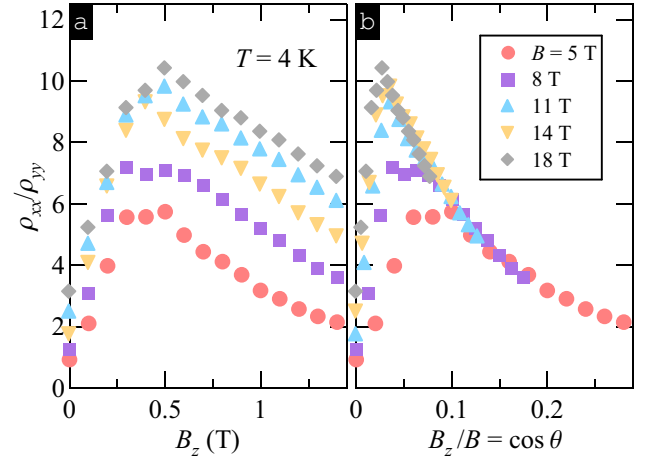 a
T = 4 K
12
10
8
6
4
2
0
ρxx/ρyy
0
0.5
1
Bz (T)
b
B = 5 T
8 T
11 T
14 T
18 T
0
0.1
0.2
Bz/B = cos θ